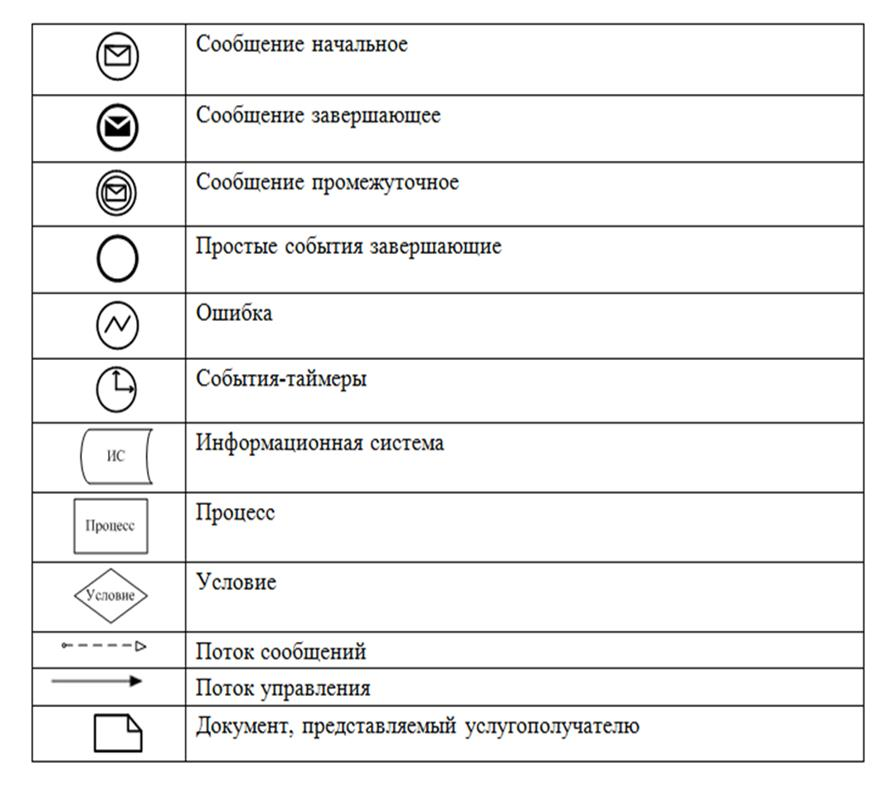 Сообщение начальное
Сообщение завершающее
Сообщение промежуточное
Простые события завершающие
Ошибка
События-таймеры
ИС
Информационная система
Процесс
Процесс
Условие
Условие
Поток сообщений
Поток управления
Документ, представляемый услугополучателю